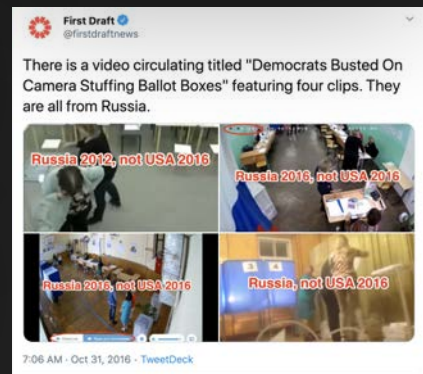 First Draft
@firstdraftnews
There is a video circulating titled "Democrats Busted On
Camera Stuffing Ballot Boxes" featuring four clips. They
are all from Russia.
Russia 2012, not USA 2016
Russia 2016, not USA 2016
Russia 2016, not USA 2016
3 4
Russia, not USA 2016
7:06 AM · Oct 31, 2016 · TweetDeck